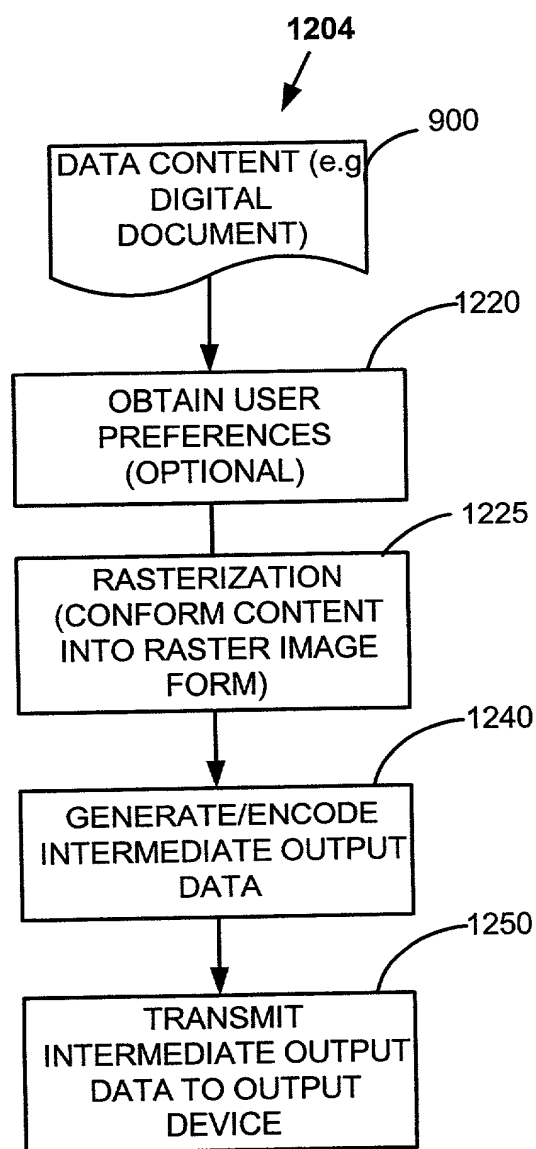 1204
900
DATA CONTENT (e.g
DIGITAL
DOCUMENT)
1220
OBTAIN USER
PREFERENCES
(OPTIONAL)
1225
RASTERIZATION
(CONFORM CONTENT
INTO RASTER IMAGE
FORM)
1240
GENERATE/ENCODE
INTERMEDIATE OUTPUT
DATA
1250
TRANSMIT
INTERMEDIATE OUTPUT
DATA TO OUTPUT
DEVICE